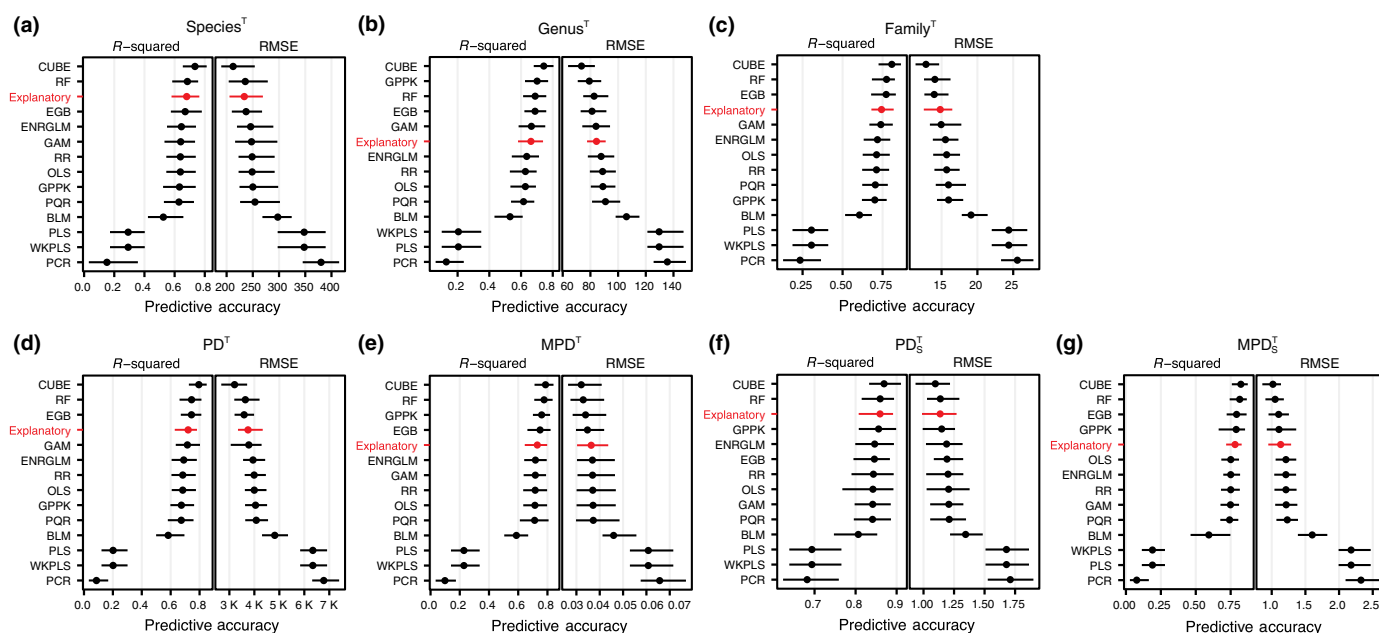 (a) Species^T
R-squared RMSE
CUBE
RF
Explanatory
EGB
ENRGLM
GAM
RR
OLS
GPPK
PQR
BLM
PLS
WKPLS
PCR
0.0 0.2 0.4 0.6 0.8 200 250 300 350 400
Predictive accuracy
(b) Genus^T
R-squared RMSE
CUBE
GPPK
RF
EGB
GAM
Explanatory
ENRGLM
RR
OLS
PQR
BLM
WKPLS
PLS
PCR
0.2 0.4 0.6 0.8 60 80 100 120 140
Predictive accuracy
(c) Family^T
R-squared RMSE
CUBE
RF
EGB
Explanatory
GAM
ENRGLM
OLS
RR
PQR
GPPK
BLM
PLS
WKPLS
PCR
0.25 0.50 0.75 15 25
Predictive accuracy
(d) PD^T
R-squared RMSE
CUBE
RF
EGB
Explanatory
GAM
ENRGLM
RR
OLS
GPPK
PQR
BLM
PLS
WKPLS
PCR
0.0 0.2 0.4 0.6 0.8 3 K 4 K 5 K 6 K 7 K
Predictive accuracy
(e) MPD^T
R-squared RMSE
CUBE
RF
GPPK
EGB
Explanatory
ENRGLM
GAM
RR
OLS
PQR
BLM
PLS
WKPLS
PCR
0.0 0.2 0.4 0.6 0.8 0.03 0.04 0.05 0.06 0.07
Predictive accuracy
(f) PD_S^T
R-squared RMSE
CUBE
RF
Explanatory
GPPK
ENRGLM
EGB
RR
OLS
GAM
PQR
BLM
PLS
WKPLS
PCR
0.7 0.8 0.9 1.00 1.25 1.50 1.75
Predictive accuracy
(g) MPD_S^T
R-squared RMSE
CUBE
RF
EGB
GPPK
Explanatory
OLS
ENRGLM
RR
GAM
PQR
BLM
WKPLS
PLS
PCR
0.00 0.25 0.50 0.75 1.0 1.5 2.0 2.5
Predictive accuracy